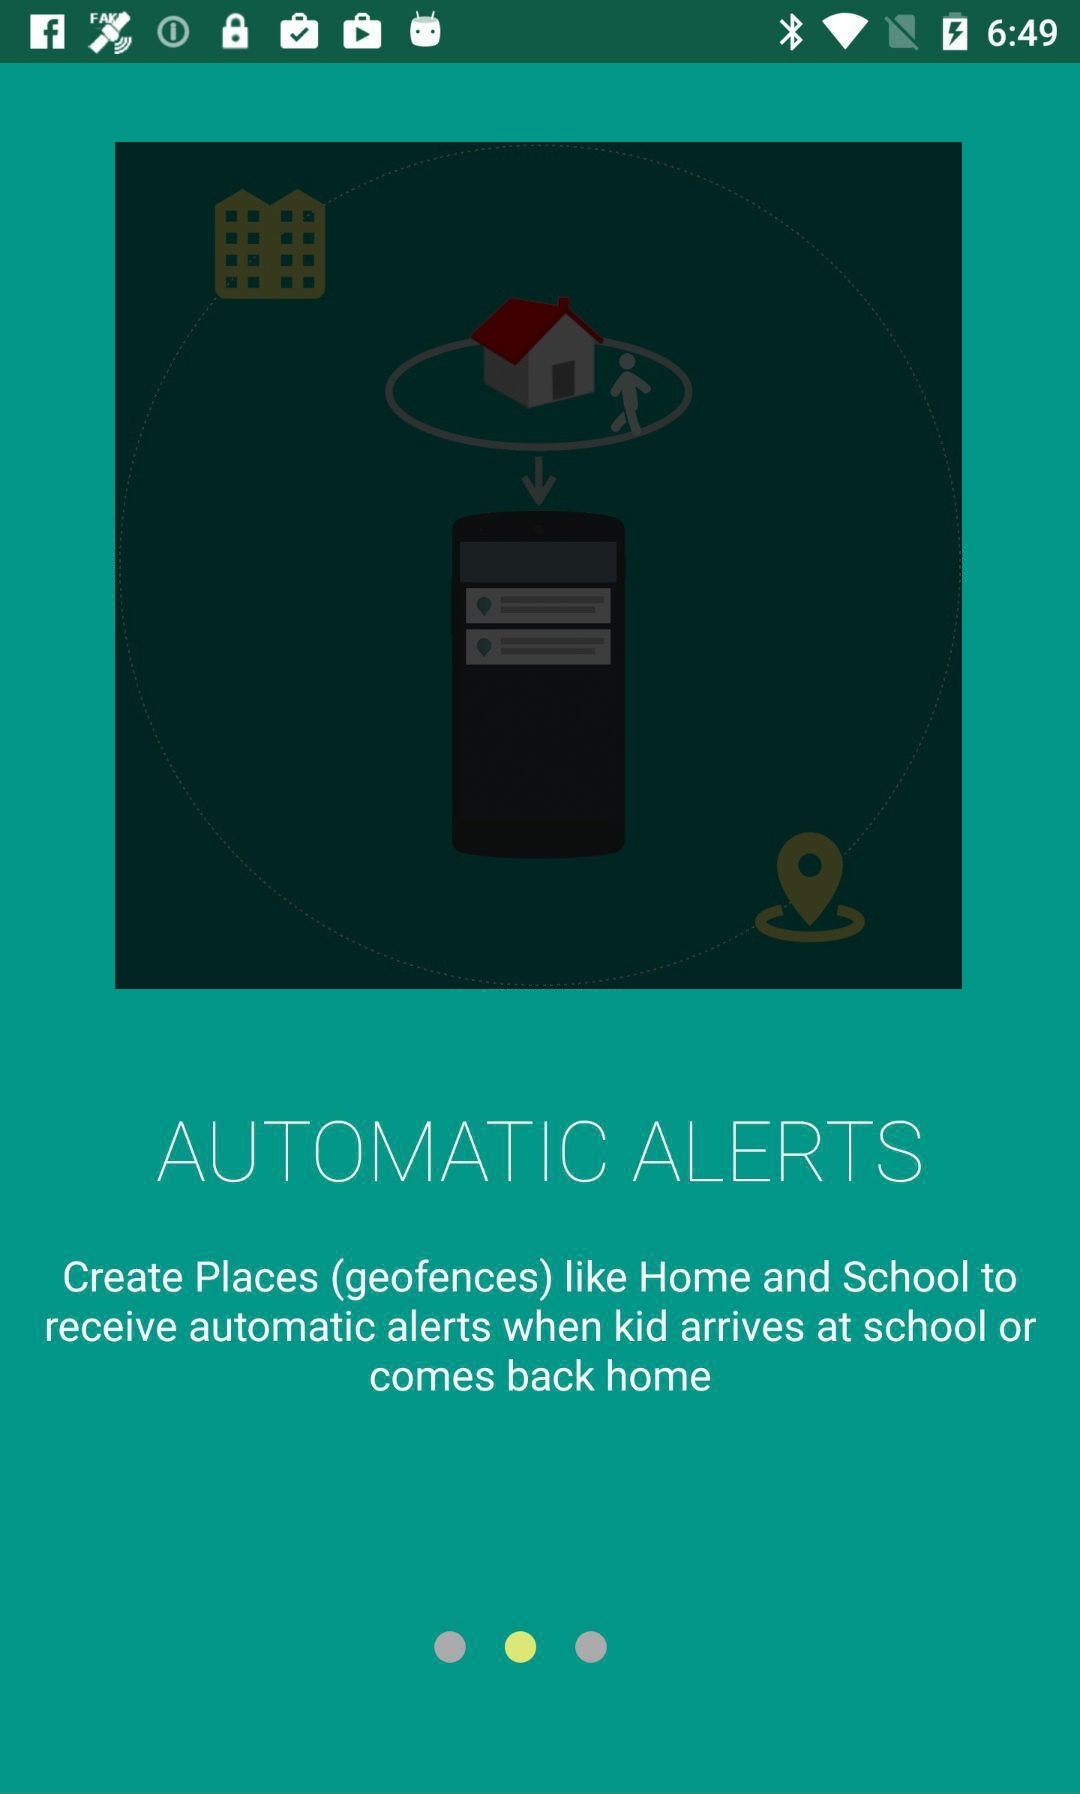 FAKE
6:49
AUTOMATIC ALERTS
Create Places (geofences) like Home and School to
receive automatic alerts when kid arrives at school or
comes back home